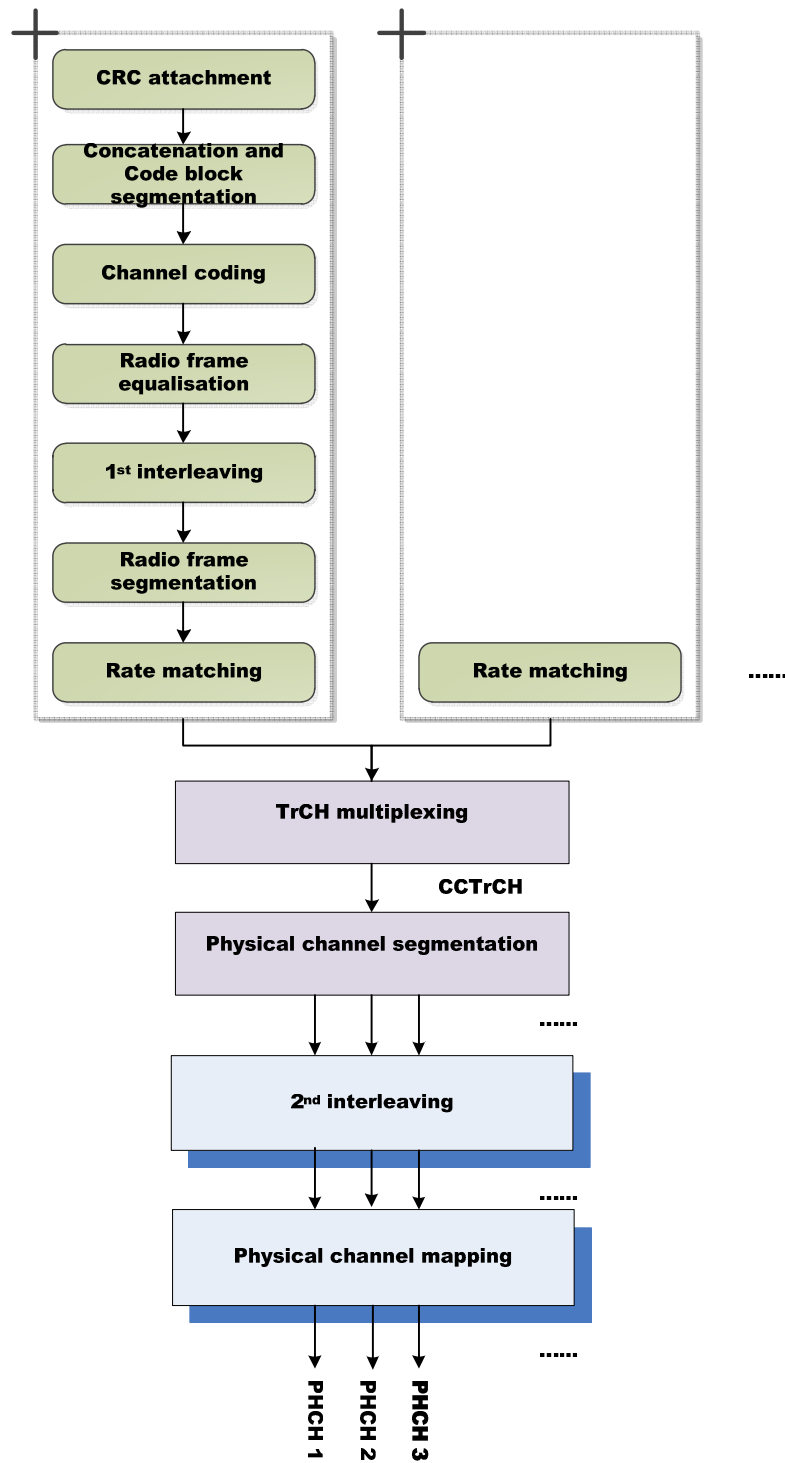 CRC attachment
Concatenation and
Code block
segmentation
Channel coding
Radio frame
equalisation
1st interleaving
Radio frame
segmentation
Rate matching
Rate matching
......
TrCH multiplexing
CCTrCH
Physical channel segmentation
......
2nd interleaving
......
Physical channel mapping
......
PHCH 1
PHCH 2
PHCH 3